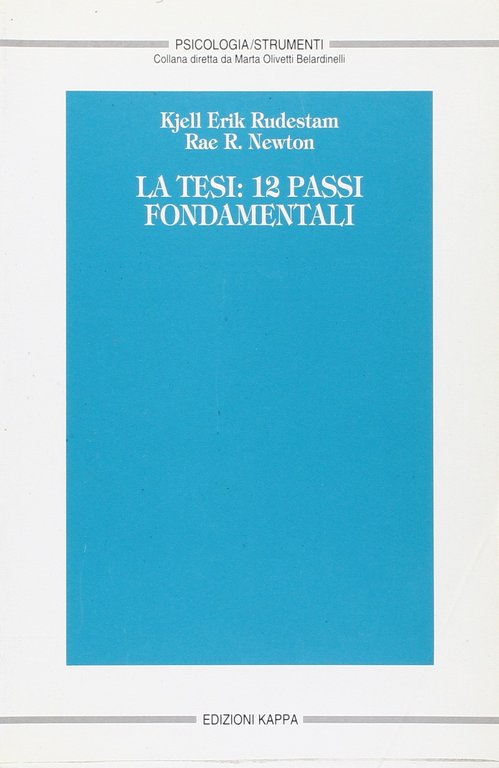 PSICOLOGIA/STRUMENTI
Collana diretta da Marta Olivetti Belardinelli
Kjell Erik Rudestam
Rae R. Newton
LA TESI: 12 PASSI
FONDAMENTALI
EDIZIONI KAPPA